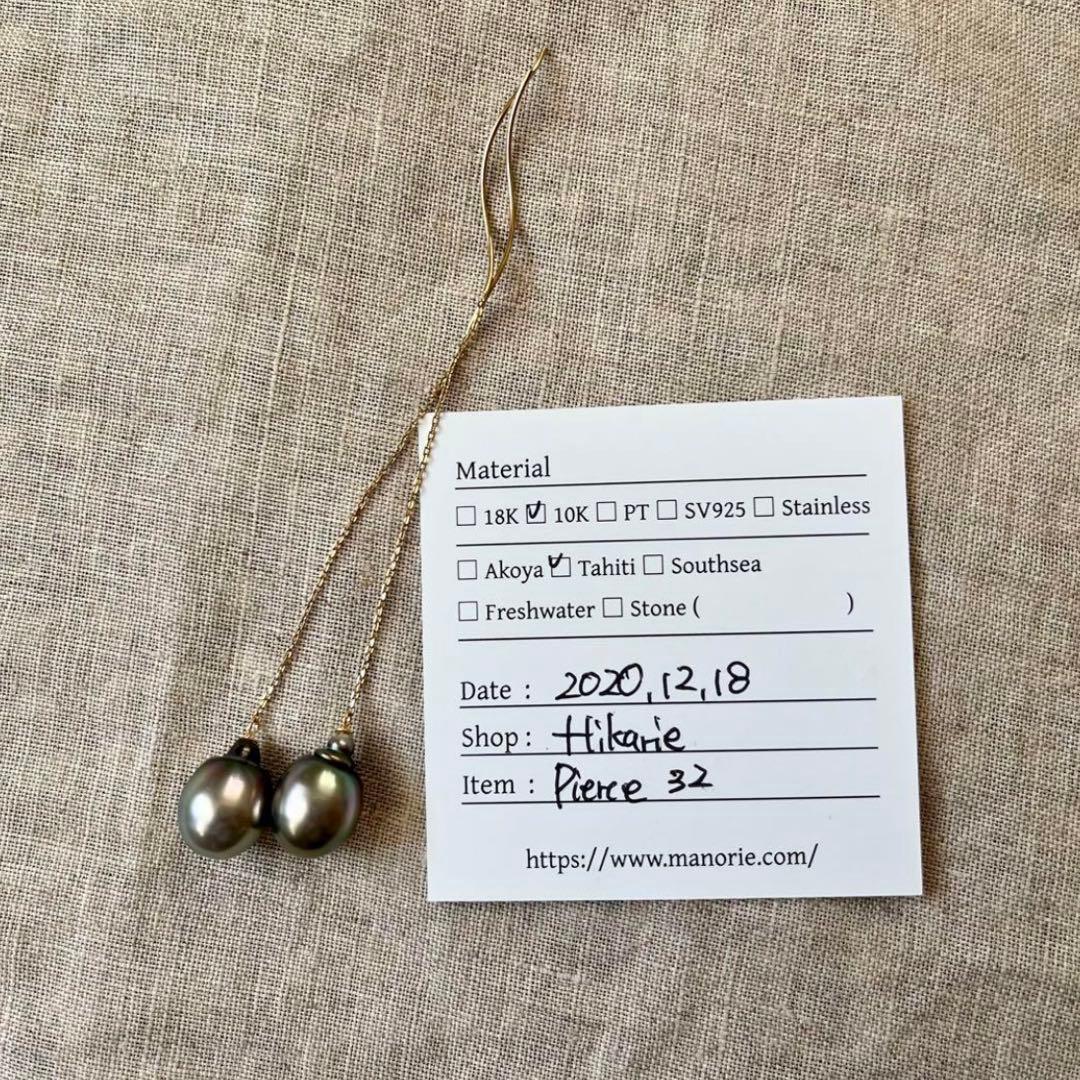 Material
☐ 18K ☑ 10K ☐ PT ☐ SV925 ☐ Stainless
☐ Akoya ☑ Tahiti ☐ Southsea
☐ Freshwater ☐ Stone ( )
Date : 2020,12,18
Shop : Hikarie
Item : Pierce 32
https://www.manorie.com/